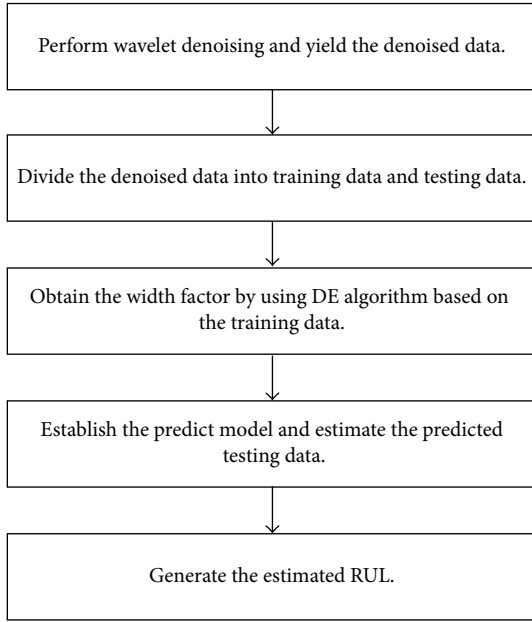 Perform wavelet denoising and yield the denoised data.
Divide the denoised data into training data and testing data.
Obtain the width factor by using DE algorithm based on
the training data.
Establish the predict model and estimate the predicted
testing data.
Generate the estimated RUL.